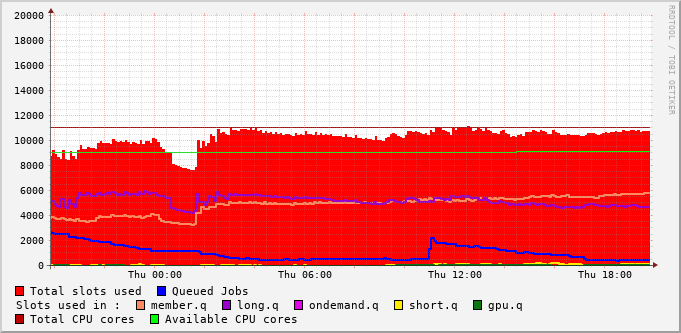 20000
18000
16000
14000
12000
10000
8000
6000
4000
2000
0
Thu 00:00 Thu 06:00 Thu 12:00 Thu 18:00
Total slots used Queued Jobs
Slots used in : member.q long.q ondemand.q short.q gpu.q
Total CPU cores Available CPU cores
RRDTOOL / TOBI OETIKER